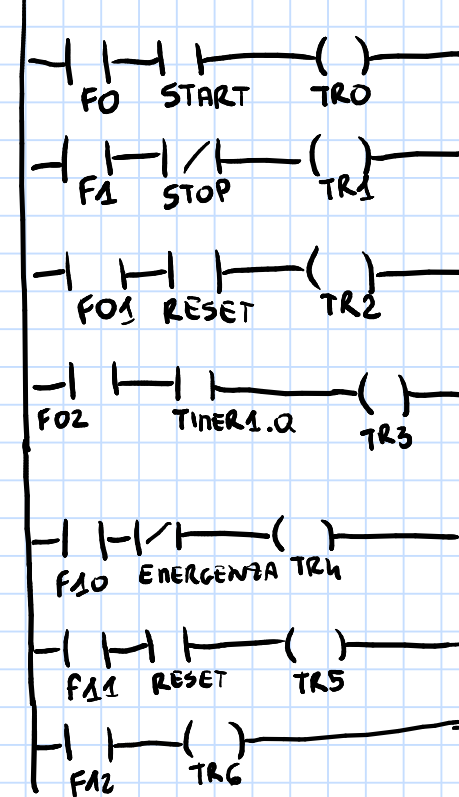 F0 START TR0
F1 STOP TR1
F01 RESET TR2
F02 TIMER1.Q TR3
F10 EMERGENZA TR4
F11 RESET TR5
F12 TR6